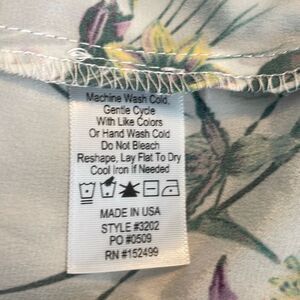 Machine Wash Cold,
Gentle Cycle
With Like Colors
Or Hand Wash Cold
Do Not Bleach
Reshape, Lay Flat To Dry
Cool Iron If Needed
MADE IN USA
STYLE #3202
PO #0509
RN #152499